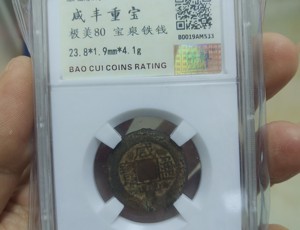 咸丰重宝
极美80 宝泉铁钱
23.8*1.9mm*4.1g
80019AM533
BAO CUI COINS RATING